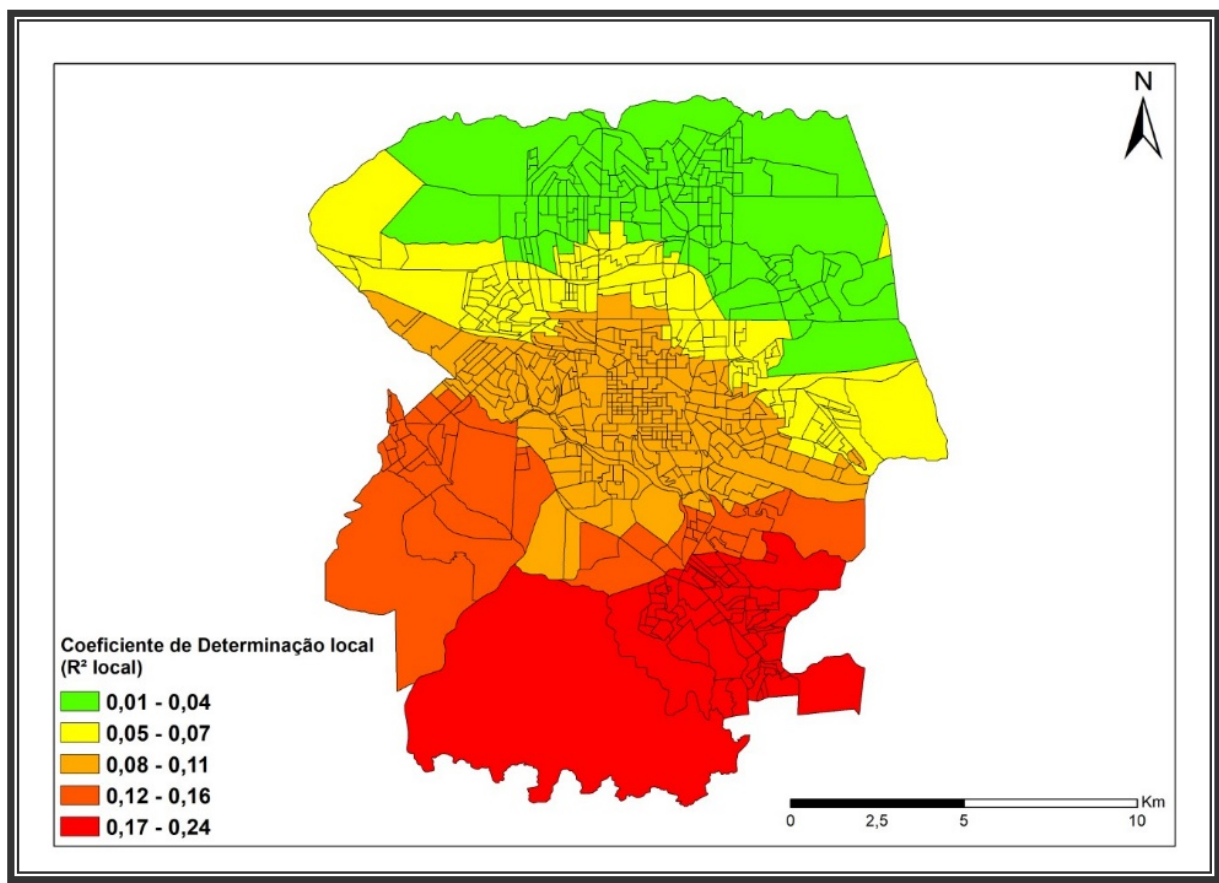 N
Coeficiente de Determinação local
(R² local)
0,01 - 0,04
0,05 - 0,07
0,08 - 0,11
0,12 - 0,16
0,17 - 0,24
Km
0 2,5 5 10